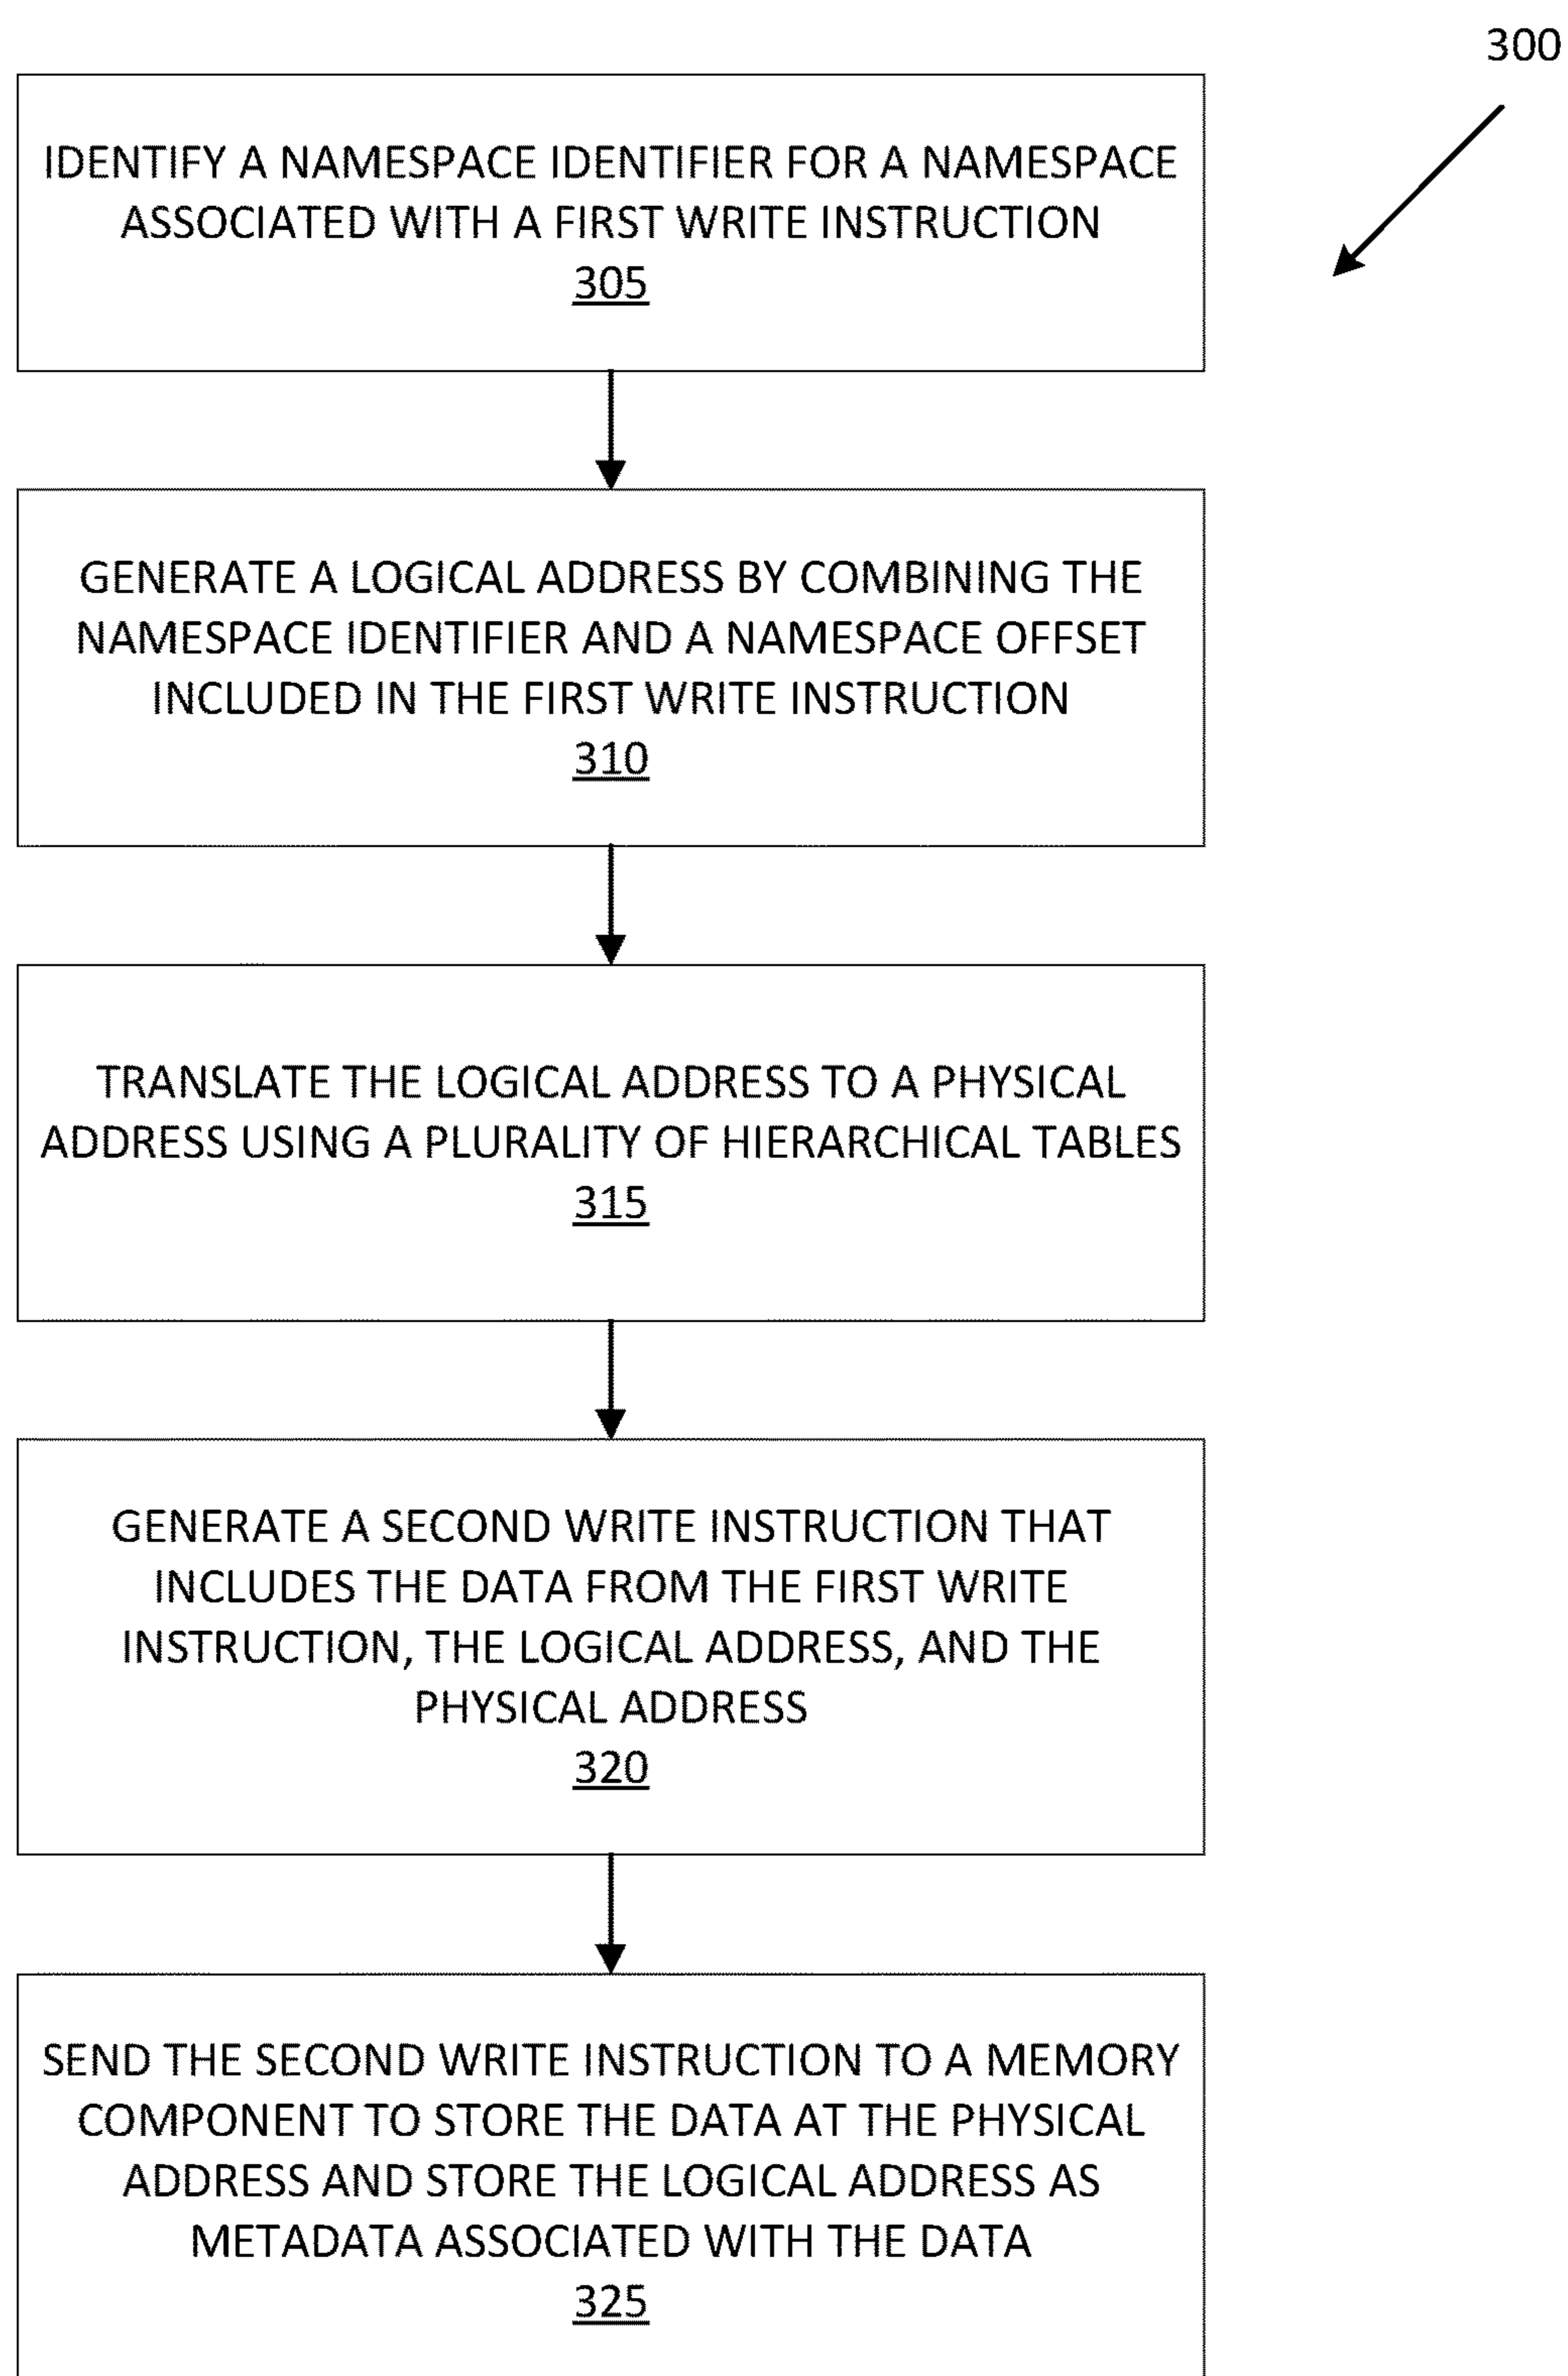 300
IDENTIFY A NAMESPACE IDENTIFIER FOR A NAMESPACE
ASSOCIATED WITH A FIRST WRITE INSTRUCTION
305
GENERATE A LOGICAL ADDRESS BY COMBINING THE
NAMESPACE IDENTIFIER AND A NAMESPACE OFFSET
INCLUDED IN THE FIRST WRITE INSTRUCTION
310
TRANSLATE THE LOGICAL ADDRESS TO A PHYSICAL
ADDRESS USING A PLURALITY OF HIERARCHICAL TABLES
315
GENERATE A SECOND WRITE INSTRUCTION THAT
INCLUDES THE DATA FROM THE FIRST WRITE
INSTRUCTION, THE LOGICAL ADDRESS, AND THE
PHYSICAL ADDRESS
320
SEND THE SECOND WRITE INSTRUCTION TO A MEMORY
COMPONENT TO STORE THE DATA AT THE PHYSICAL
ADDRESS AND STORE THE LOGICAL ADDRESS AS
METADATA ASSOCIATED WITH THE DATA
325